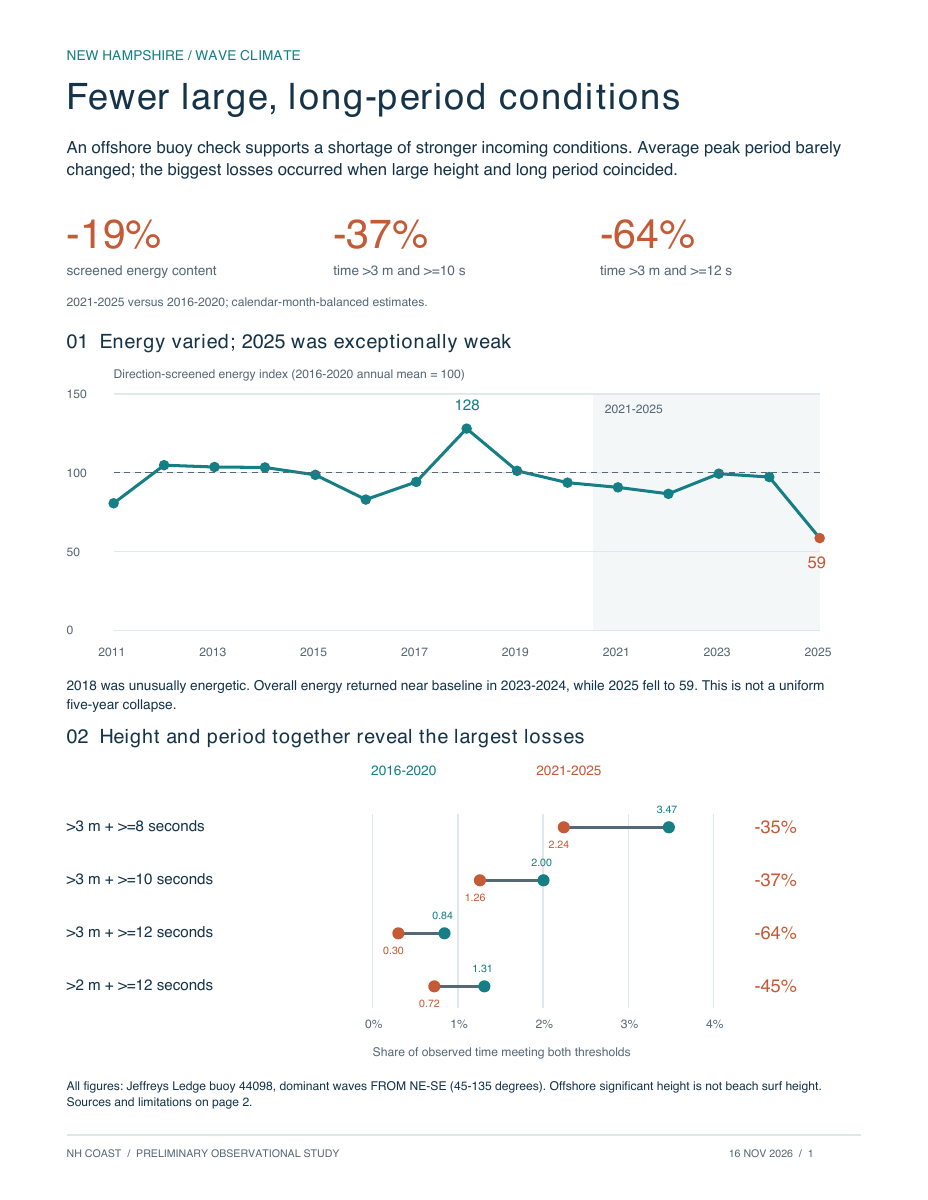 NEW HAMPSHIRE / WAVE CLIMATE
Fewer large, long-period conditions
An offshore buoy check supports a shortage of stronger incoming conditions. Average peak period barely
changed; the biggest losses occurred when large height and long period coincided.
-19%
-37%
-64%
screened energy content
time >3 m and >=10 s
time >3 m and >=12 s
2021-2025 versus 2016-2020; calendar-month-balanced estimates.
01 Energy varied; 2025 was exceptionally weak
Direction-screened energy index (2016-2020 annual mean = 100)
150
128
2021-2025
100
50
59
0
2011 2013 2015 2017 2019 2021 2023 2025
2018 was unusually energetic. Overall energy returned near baseline in 2023-2024, while 2025 fell to 59. This is not a uniform
five-year collapse.
02 Height and period together reveal the largest losses
2016-2020 2021-2025
3.47
>3 m + >=8 seconds -35%
2.24
2.00
>3 m + >=10 seconds -37%
1.26
0.84
>3 m + >=12 seconds -64%
0.30
1.31
>2 m + >=12 seconds -45%
0.72
0% 1% 2% 3% 4%
Share of observed time meeting both thresholds
All figures: Jeffreys Ledge buoy 44098, dominant waves FROM NE-SE (45-135 degrees). Offshore significant height is not beach surf height.
Sources and limitations on page 2.
NH COAST / PRELIMINARY OBSERVATIONAL STUDY 16 NOV 2026 / 1